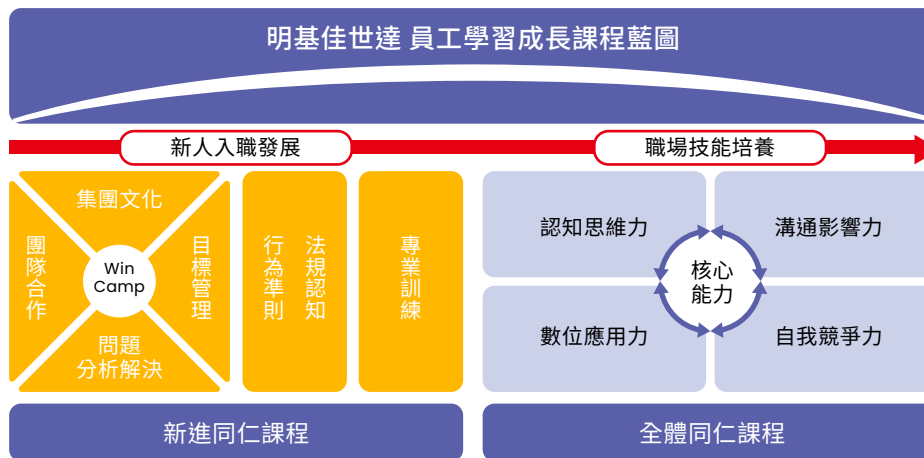 明基佳世達 員工學習成長課程藍圖
新人入職發展
職場技能培養
集團文化
團隊合作
Win
Camp
目標管理
問題
分析解決
法規認知
行為準則
專業訓練
認知思維力
溝通影響力
核心
能力
數位應用力
自我競爭力
新進同仁課程
全體同仁課程